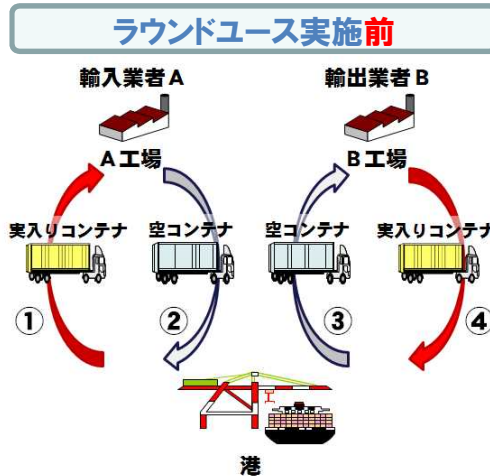 ラウンドユース実施前
輸入業者A
輸出業者B
A工場
B工場
実入りコンテナ
空コンテナ
空コンテナ
実入りコンテナ
①
②
③
④
港